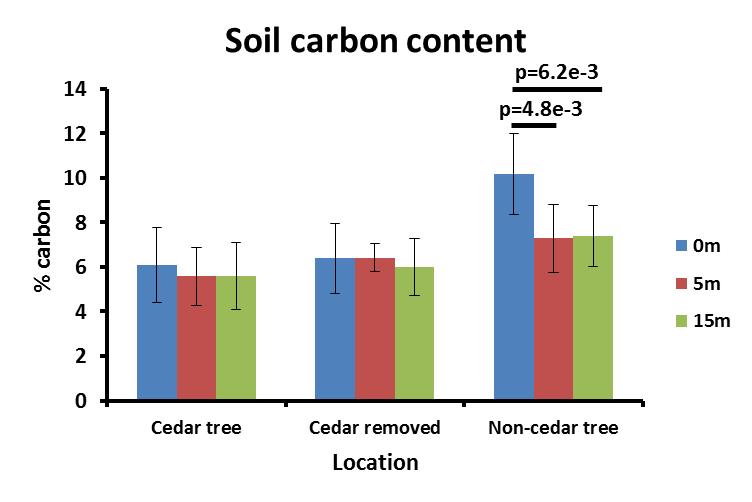 Soil carbon content
p=6.2e-3
p=4.8e-3
14
12
10
8
6
4
2
0
% carbon
Cedar tree
Cedar removed
Non-cedar tree
Location
0m
5m
15m